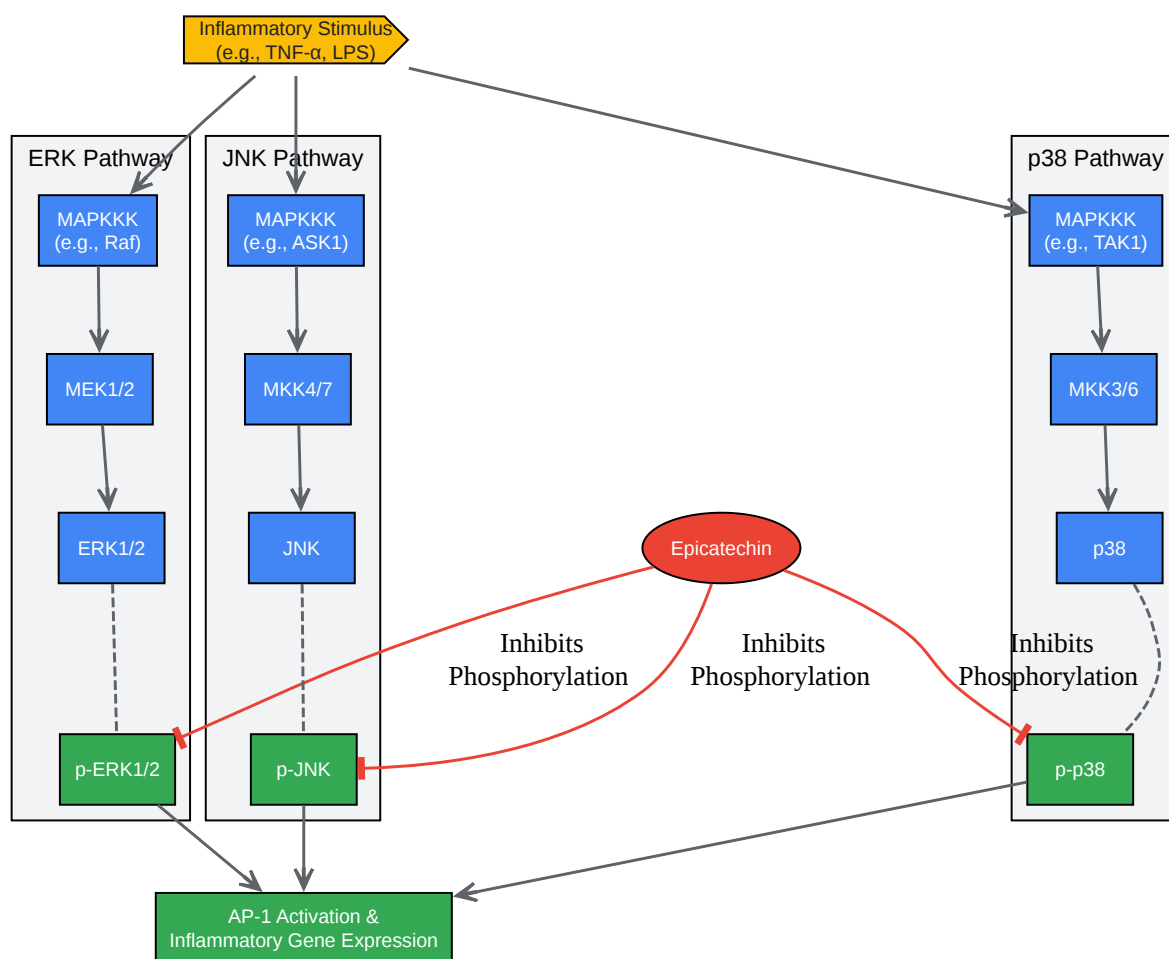 Inflammatory Stimulus
(e.g., TNF-α, LPS)
ERK Pathway
JNK Pathway
p38 Pathway
MAPKKK
(e.g., Raf)
MAPKKK
(e.g., ASK1)
MAPKKK
(e.g., TAK1)
MEK1/2
MKK4/7
MKK3/6
ERK1/2
JNK
Epicatechin
p38
Inhibits
Phosphorylation
Inhibits
Phosphorylation
Inhibits
Phosphorylation
p-ERK1/2
p-JNK
p-p38
AP-1 Activation &
Inflammatory Gene Expression